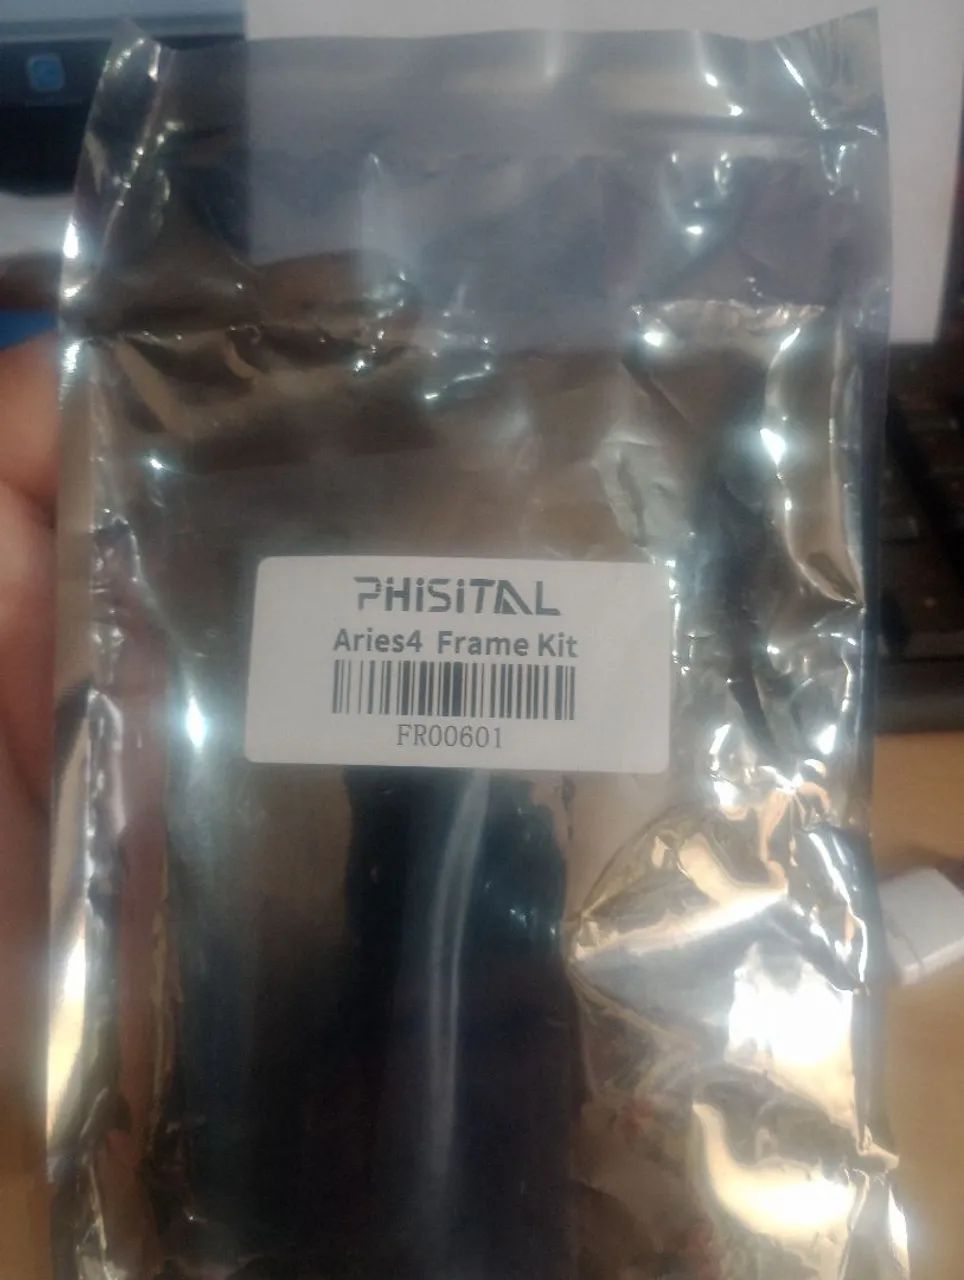 PHiSiTAL
Aries4 Frame Kit
FR00601